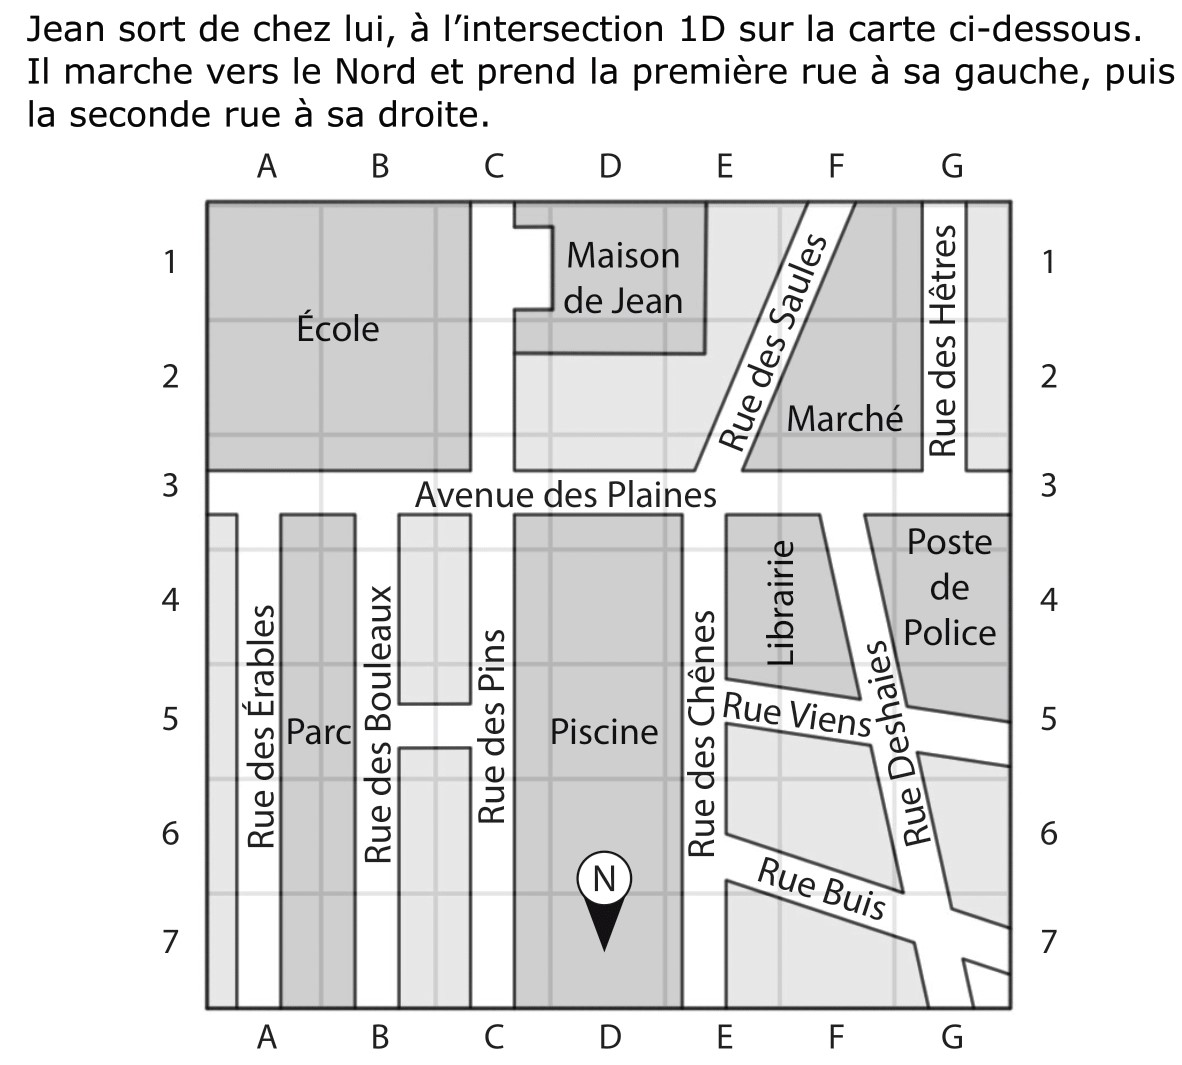 Jean sort de chez lui, à l’intersection 1D sur la carte ci-dessous.
Il marche vers le Nord et prend la première rue à sa gauche, puis
la seconde rue à sa droite.
A B C D E F G
1 Maison Rue des Saules Rue des Hêtres 1
de Jean
École
2 2
Marché
3 3
Avenue des Plaines
Poste
4 Librairie de 4
Police
Rue des Érables
Rue des Bouleaux
Rue des Pins
Rue des Chênes
Rue Deshaies
5 Parc Piscine Rue Viens 5
6 6
N
Rue Buis
7 7
A B C D E F G